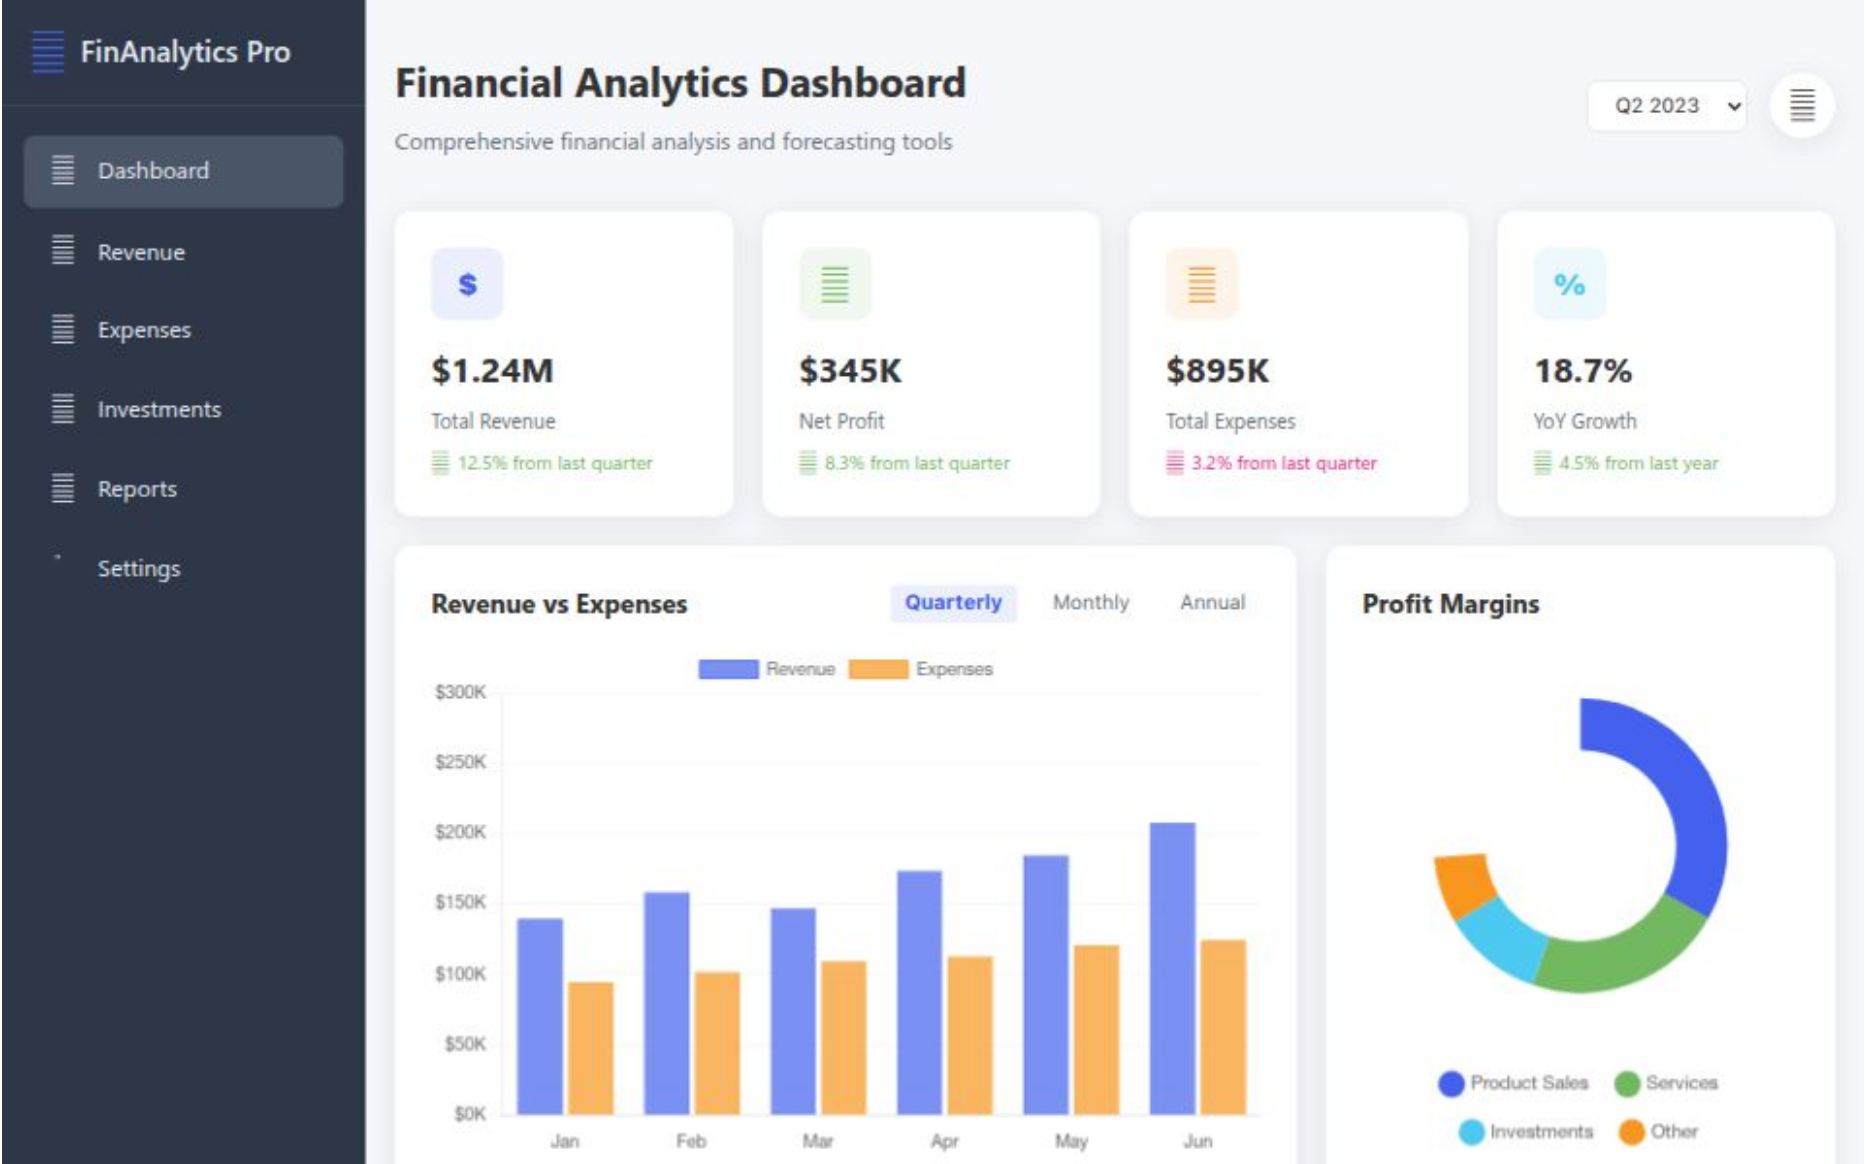 FinAnalytics Pro
Dashboard
Revenue
Expenses
Investments
Reports
Settings
Financial Analytics Dashboard
Comprehensive financial analysis and forecasting tools
Q2 2023
$
$1.24M
Total Revenue
12.5% from last quarter
$345K
Net Profit
8.3% from last quarter
$895K
Total Expenses
3.2% from last quarter
%
18.7%
YoY Growth
4.5% from last year
Revenue vs Expenses
Quarterly Monthly Annual
Revenue Expenses
$300K
$250K
$200K
$150K
$100K
$50K
$0K
Jan Feb Mar Apr May Jun
Profit Margins
Product Sales Services
Investments Other